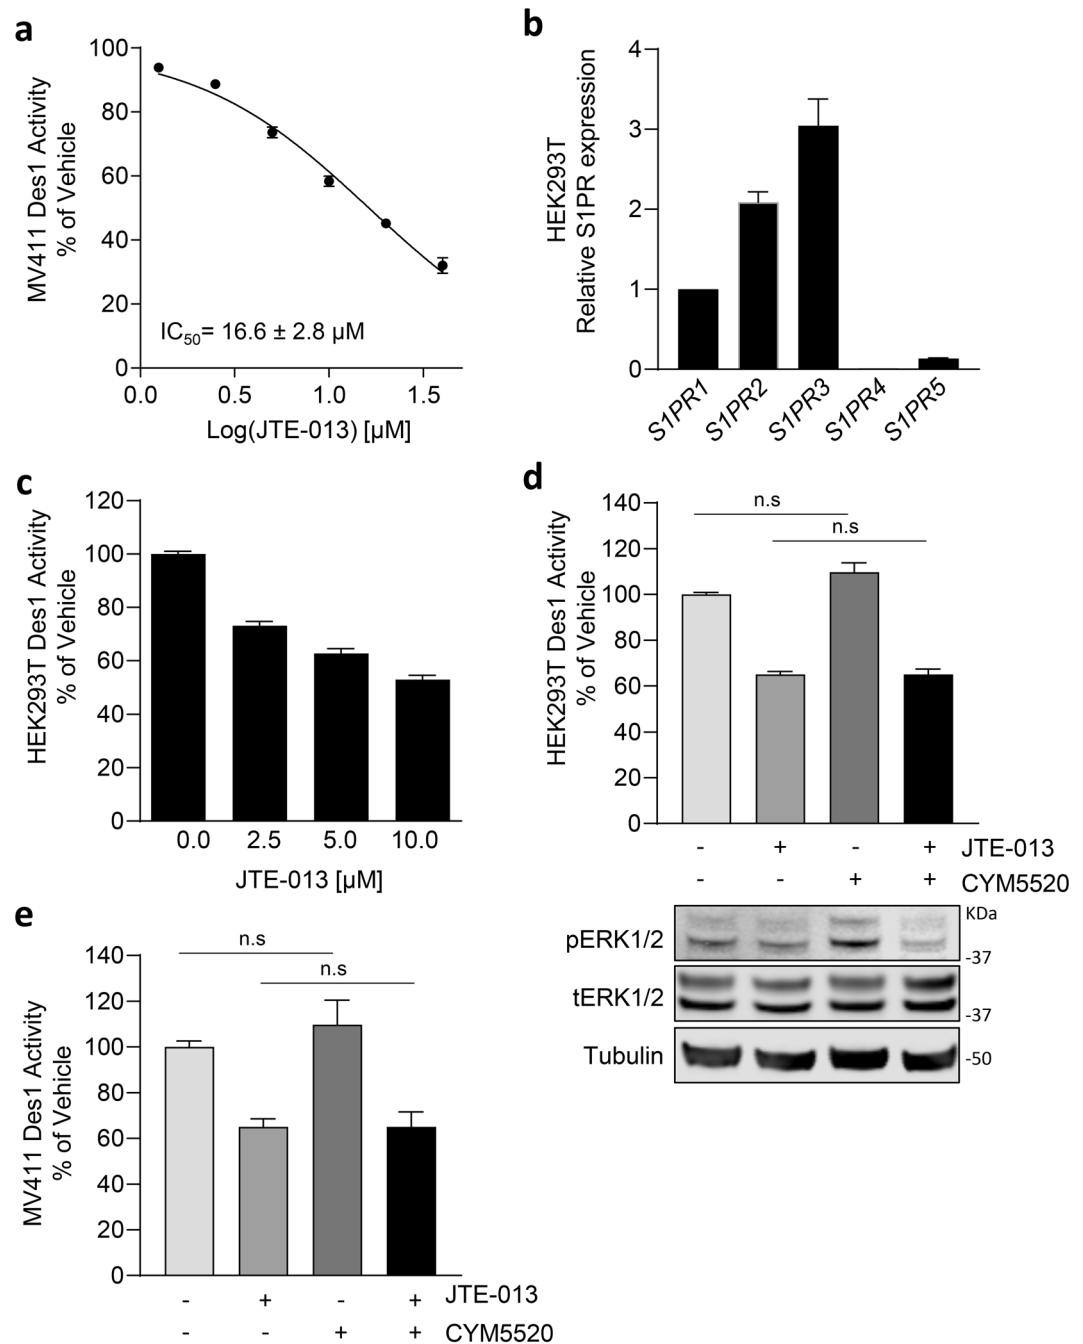 a
MV411 Des1 Activity
% of Vehicle
100
80
60
40
20
0
IC₅₀= 16.6 ± 2.8 µM
0.0 0.5 1.0 1.5
Log(JTE-013) [µM]
b
HEK293T
Relative S1PR expression
4
3
2
1
0
S1PR1 S1PR2 S1PR3 S1PR4 S1PR5
c
HEK293T Des1 Activity
% of Vehicle
120
100
80
60
40
20
0
0.0 2.5 5.0 10.0
JTE-013 [µM]
d
HEK293T Des1 Activity
% of Vehicle
140
120
100
80
60
40
20
0
n.s
n.s
- + - + JTE-013
- - + + CYM5520
KDa
pERK1/2
-37
tERK1/2
-37
Tubulin
-50
e
MV411 Des1 Activity
% of Vehicle
140
120
100
80
60
40
20
0
n.s
n.s
- + - + JTE-013
- - + + CYM5520